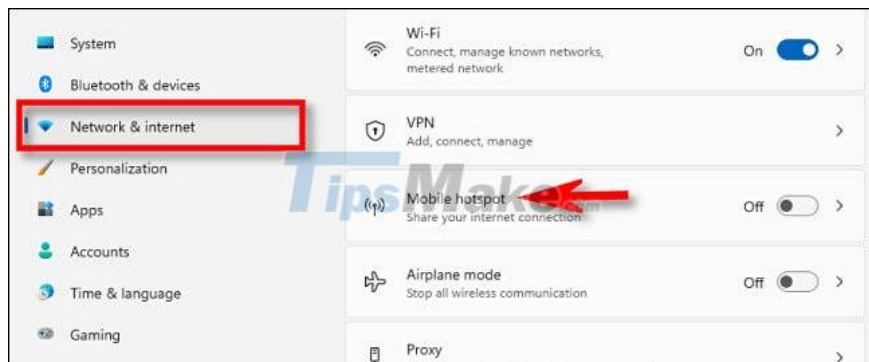 System
Bluetooth & devices
Network & internet
Personalization
Apps
Accounts
Time & language
Gaming
Wi-Fi
Connect, manage known networks,
metered network
On
VPN
Add, connect, manage
TipsMake.com
Mobile hotspot
Share your internet connection
Off
Airplane mode
Stop all wireless communication
Off
Proxy